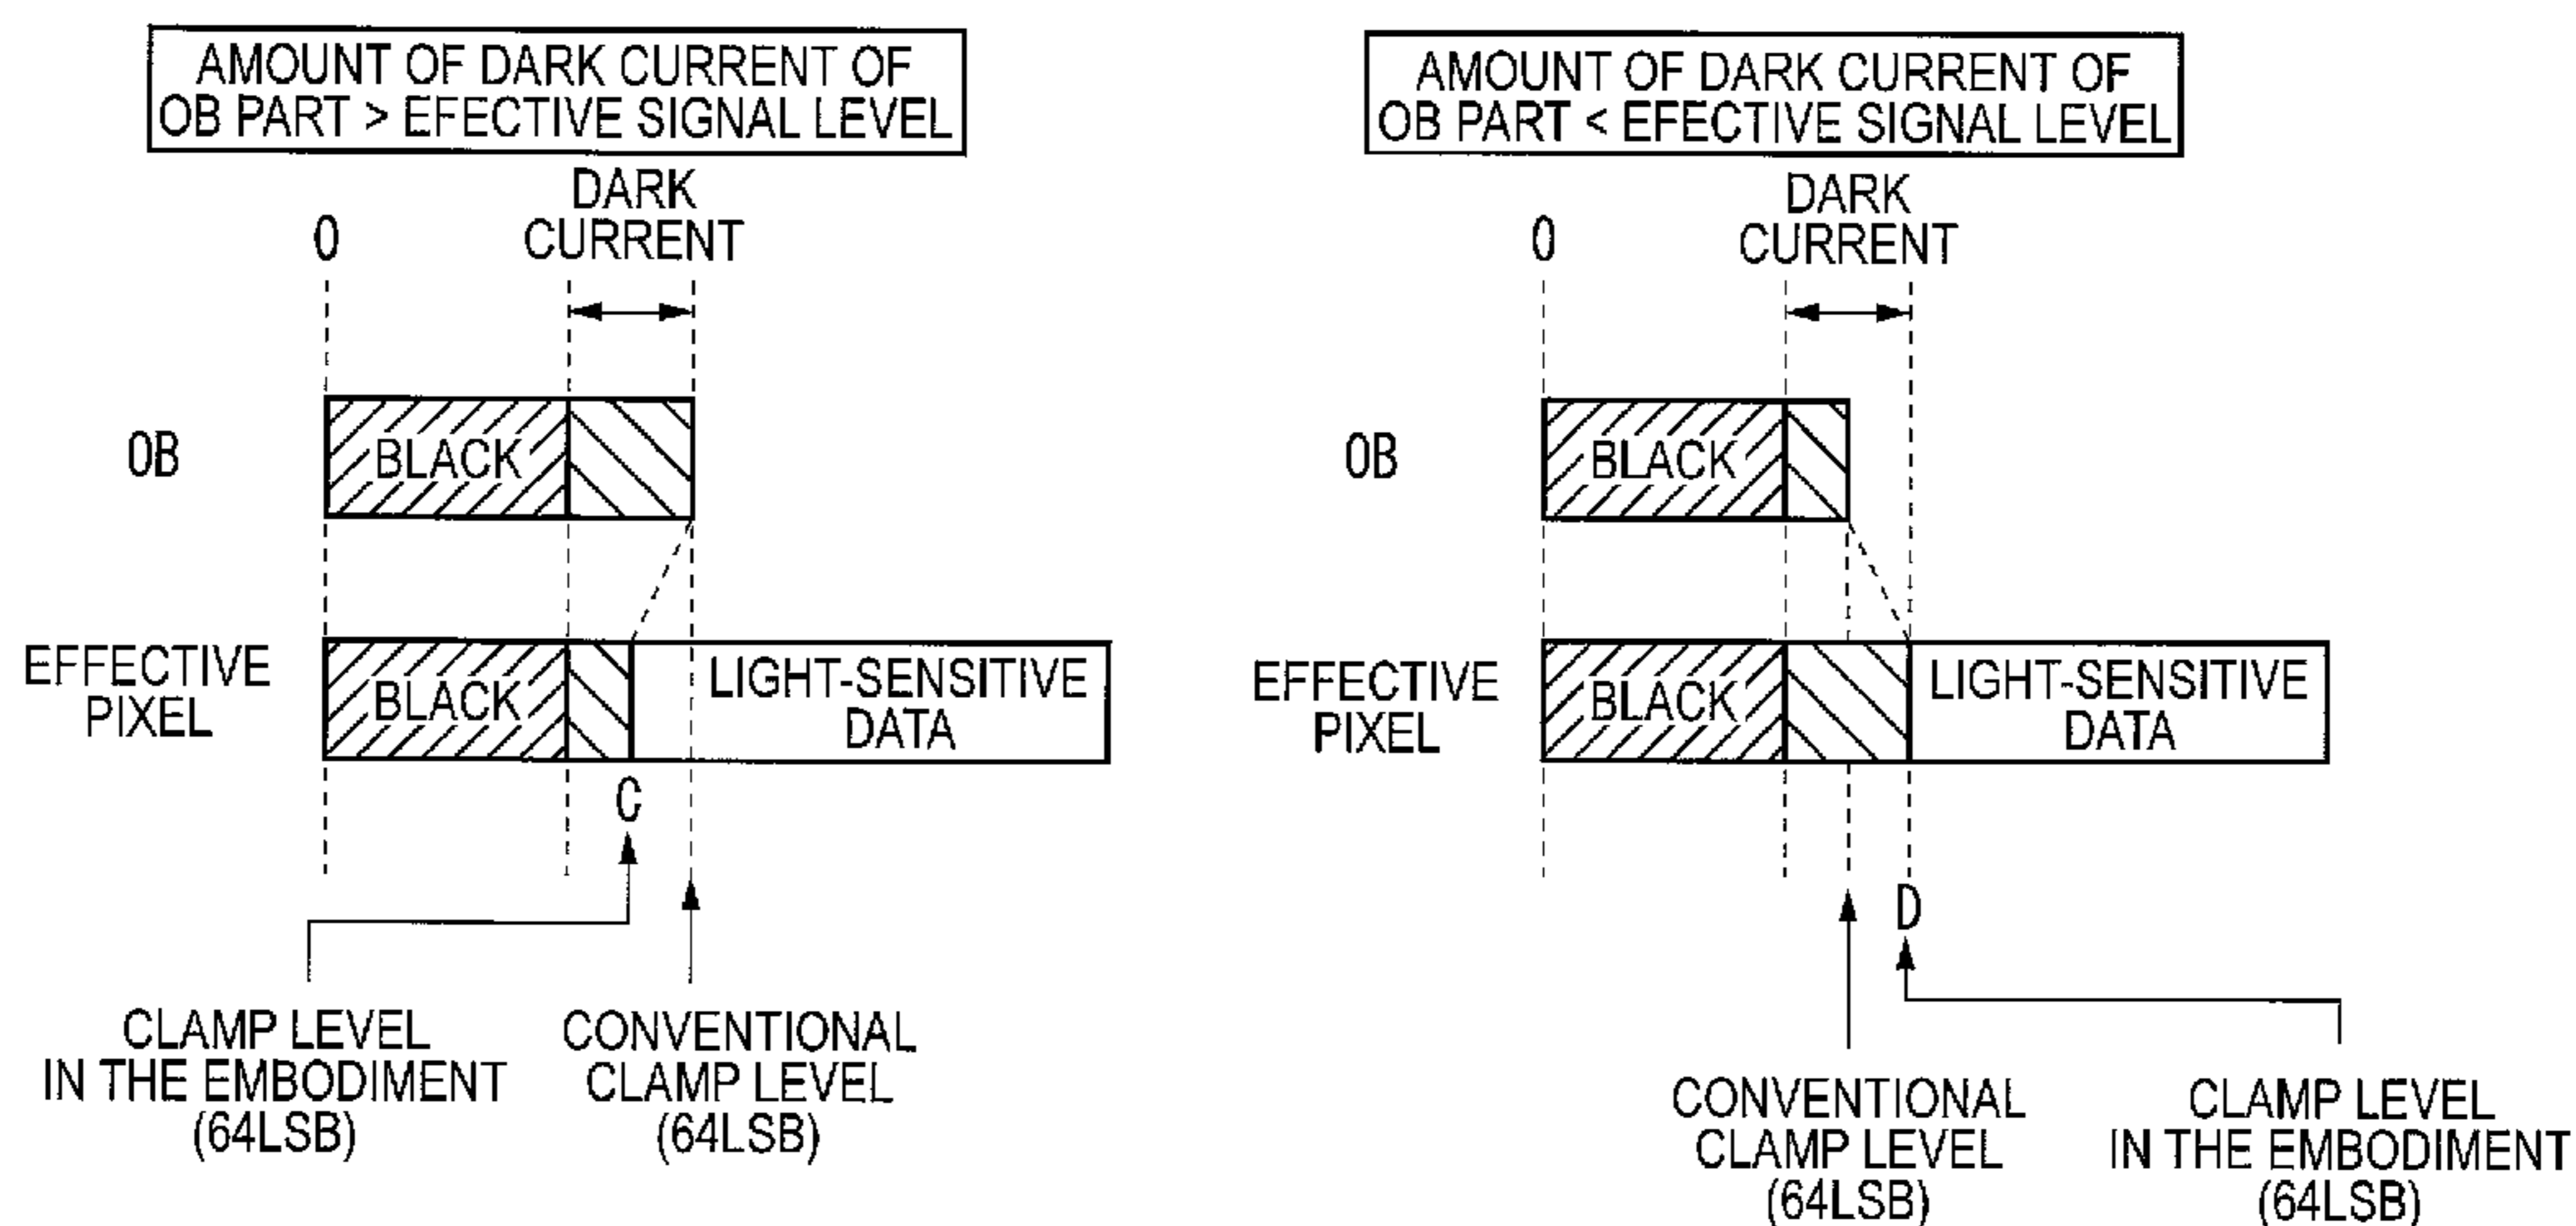 AMOUNT OF DARK CURRENT OF
OB PART > EFECTIVE SIGNAL LEVEL
DARK
CURRENT
0
OB
BLACK
EFFECTIVE
PIXEL
BLACK
LIGHT-SENSITIVE
DATA
C
CLAMP LEVEL
IN THE EMBODIMENT
(64LSB)
CONVENTIONAL
CLAMP LEVEL
(64LSB)
AMOUNT OF DARK CURRENT OF
OB PART < EFECTIVE SIGNAL LEVEL
DARK
CURRENT
0
OB
BLACK
EFFECTIVE
PIXEL
BLACK
LIGHT-SENSITIVE
DATA
D
CONVENTIONAL
CLAMP LEVEL
(64LSB)
CLAMP LEVEL
IN THE EMBODIMENT
(64LSB)